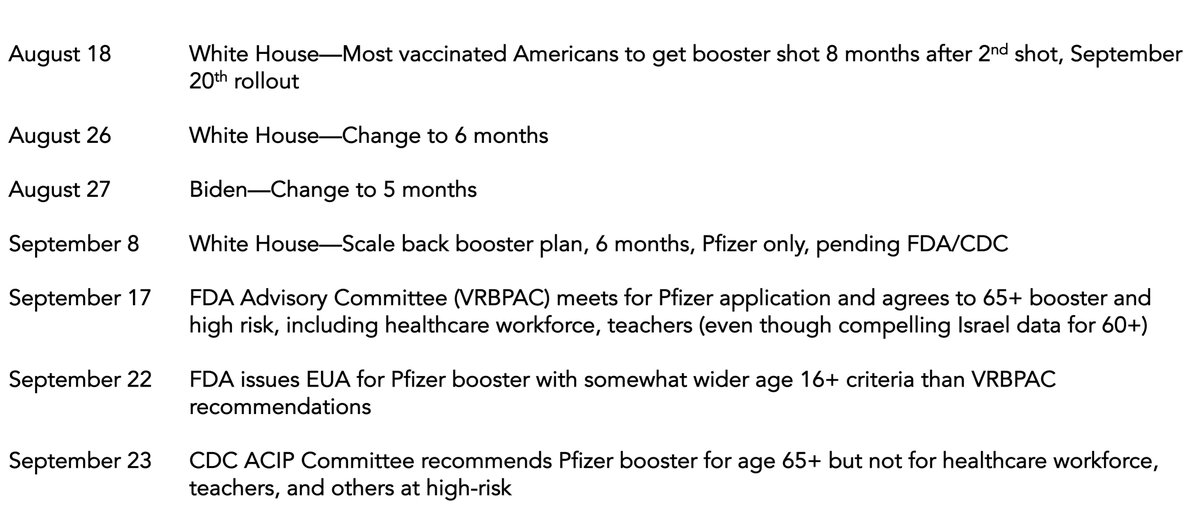 August 18 White House—Most vaccinated Americans to get booster shot 8 months after 2nd shot, September
20th rollout
August 26 White House—Change to 6 months
August 27 Biden—Change to 5 months
September 8 White House—Scale back booster plan, 6 months, Pfizer only, pending FDA/CDC
September 17 FDA Advisory Committee (VRBPAC) meets for Pfizer application and agrees to 65+ booster and
high risk, including healthcare workforce, teachers (even though compelling Israel data for 60+)
September 22 FDA issues EUA for Pfizer booster with somewhat wider age 16+ criteria than VRBPAC
recommendations
September 23 CDC ACIP Committee recommends Pfizer booster for age 65+ but not for healthcare workforce,
teachers, and others at high-risk